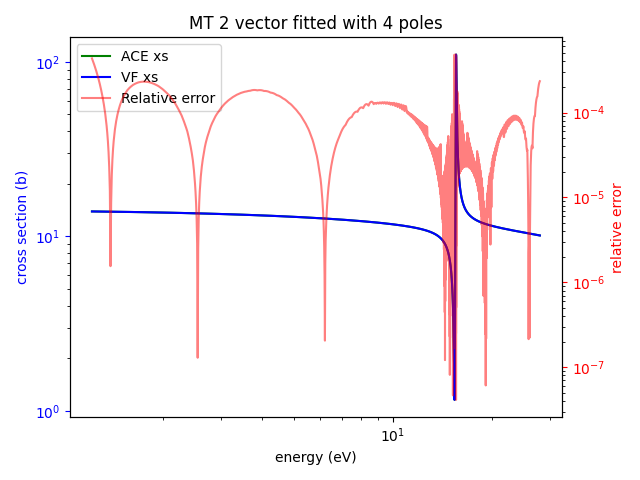 MT 2 vector fitted with 4 poles
ACE xs
VF xs
Relative error
10²
10¹
10⁰
cross section (b)
10⁻⁴
10⁻⁵
10⁻⁶
10⁻⁷
relative error
10¹
energy (eV)